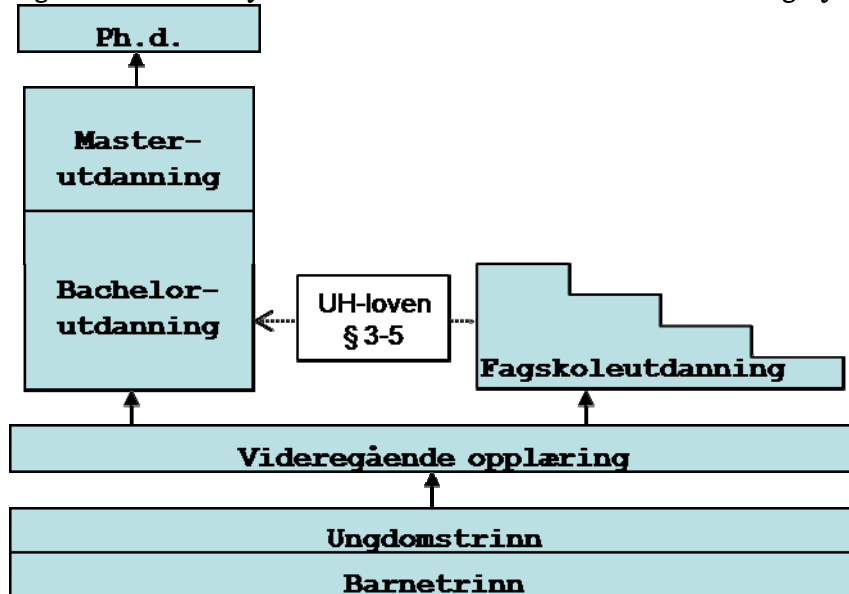 Ph.d.
Master-
utdanning
Bachelor-
utdanning
UH-loven
§ 3-5
Fagskoleutdanning
Videregående opplæring
Ungdomstrinn
Barnetrinn